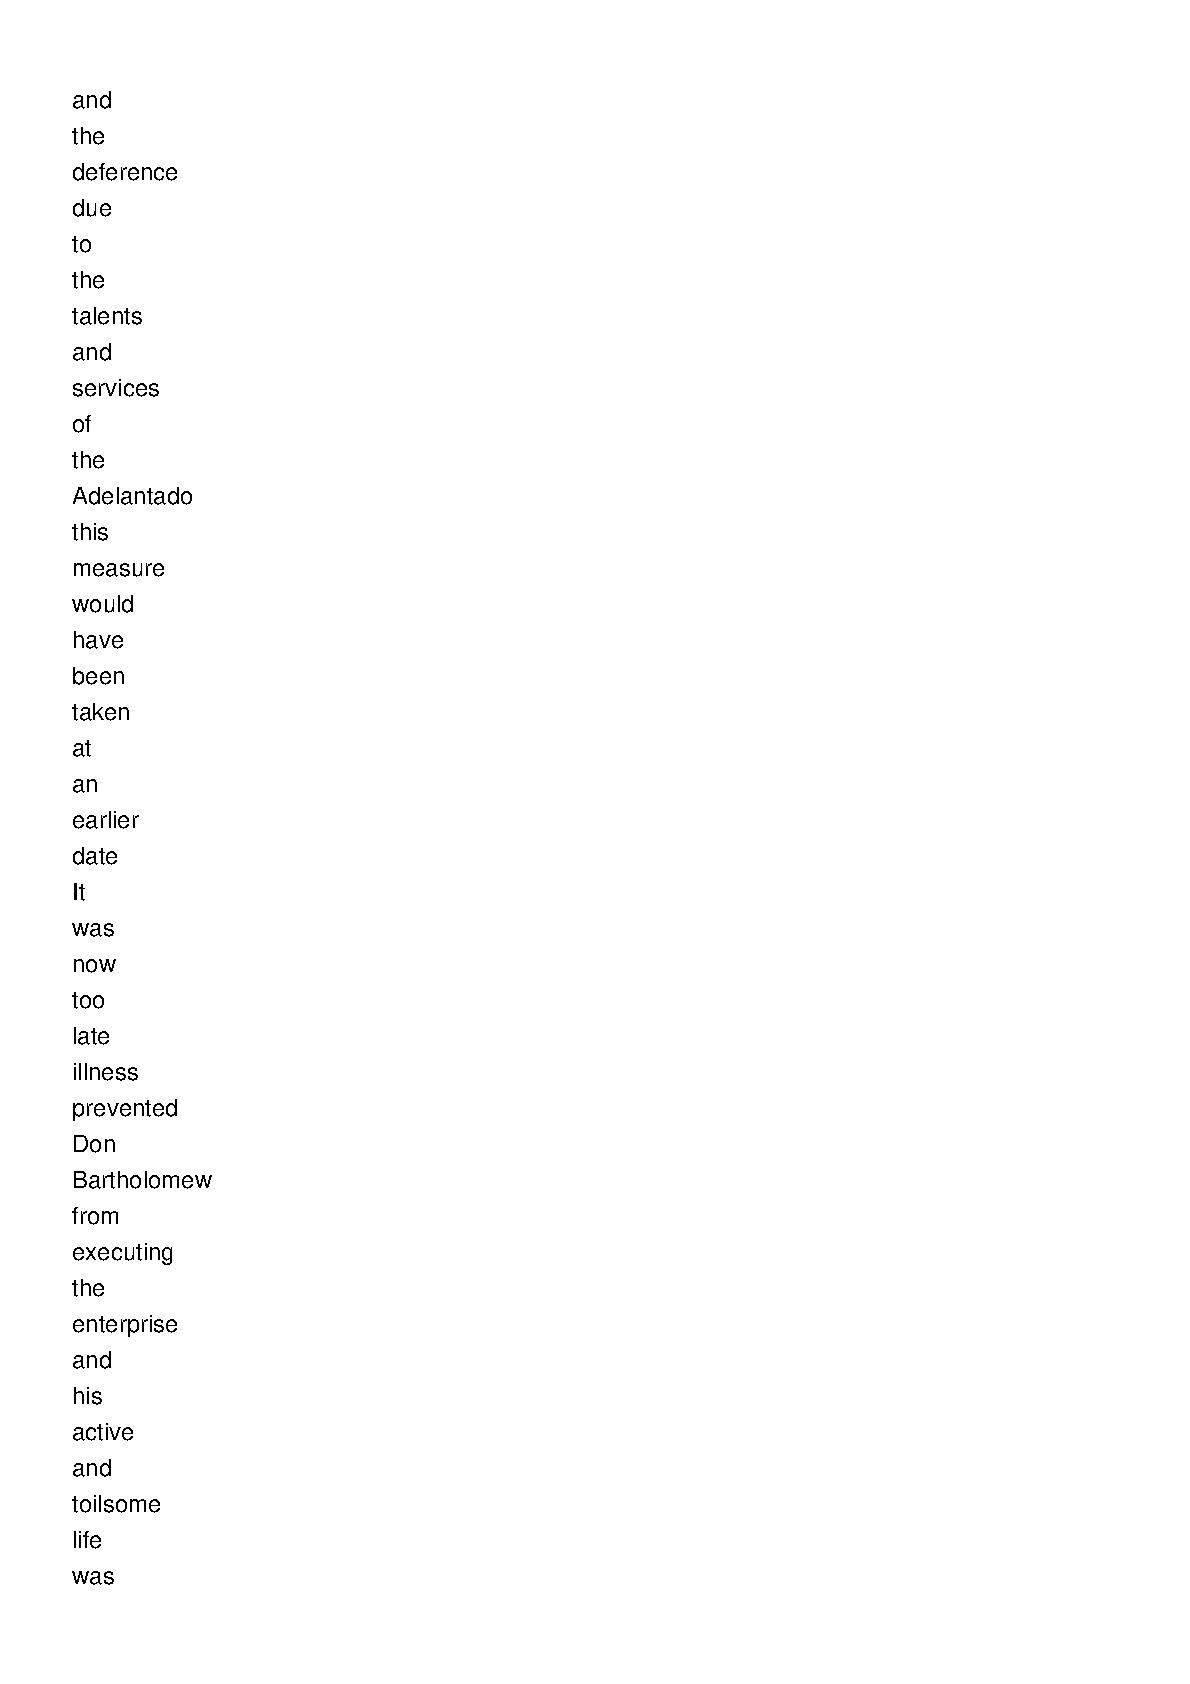 and
the
deference
due
to
the
talents
and
services
of
the
Adelantado
this
measure
would
have
been
taken
at
an
earlier
date
It
was
now
too
late
illness
prevented
Don
Bartholomew
from
executing
the
enterprise
and
his
active
and
toilsome
life
was